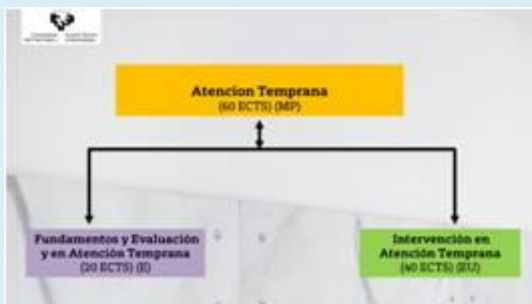 Atencion Temprana
(60 ECTS) (MP)
Fundamentos y Evaluación
y en Atención Temprana
(20 ECTS) (E)
Intervención en
Atención Temprana
(40 ECTS) (EU)